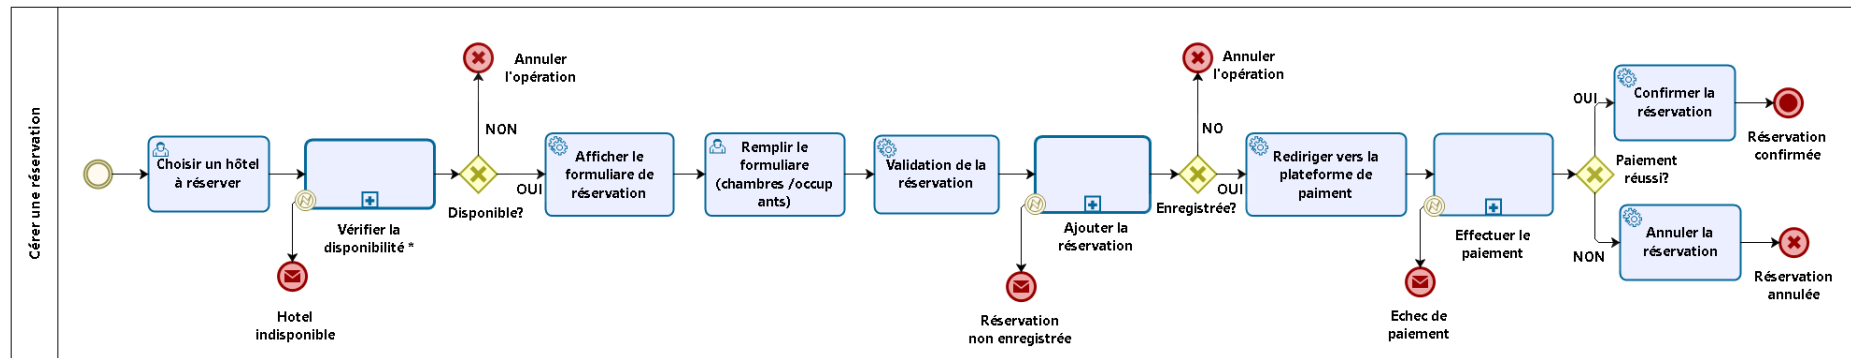 Cérer une réservation
Choisir un hôtel
à réserver
Vérifier la
disponibilité *
Hotel
indisponible
Annuler
l'opération
NON
Disponible?
OUI
Afficher le
formuliare de
réservation
Remplir le
formuliare
(chambres /occup
ants)
Validation de la
réservation
Ajouter la
réservation
Réservation
non enregistrée
Annuler
l'opération
NO
Enregistrée?
OUI
Rediriger vers la
plateforme de
paiment
Effectuer le
paiement
Echec de
paiement
Paiement
réussi?
OUI
Confirmer la
réservation
Réservation
confirmée
NON
Annuler la
réservation
Réservation
annulée